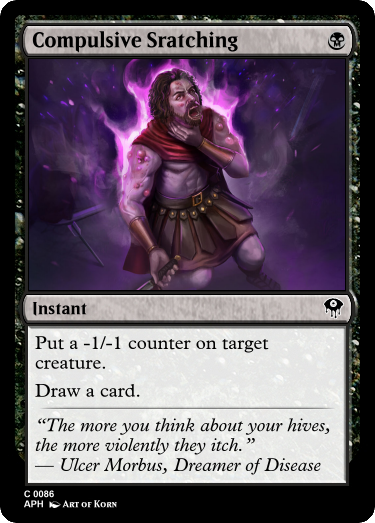 Compulsive Sratching
Instant
Put a -1/-1 counter on target
creature.
Draw a card.
“The more you think about your hives,
the more violently they itch.”
— Ulcer Morbus, Dreamer of Disease
C 0086
APH Art of Korn